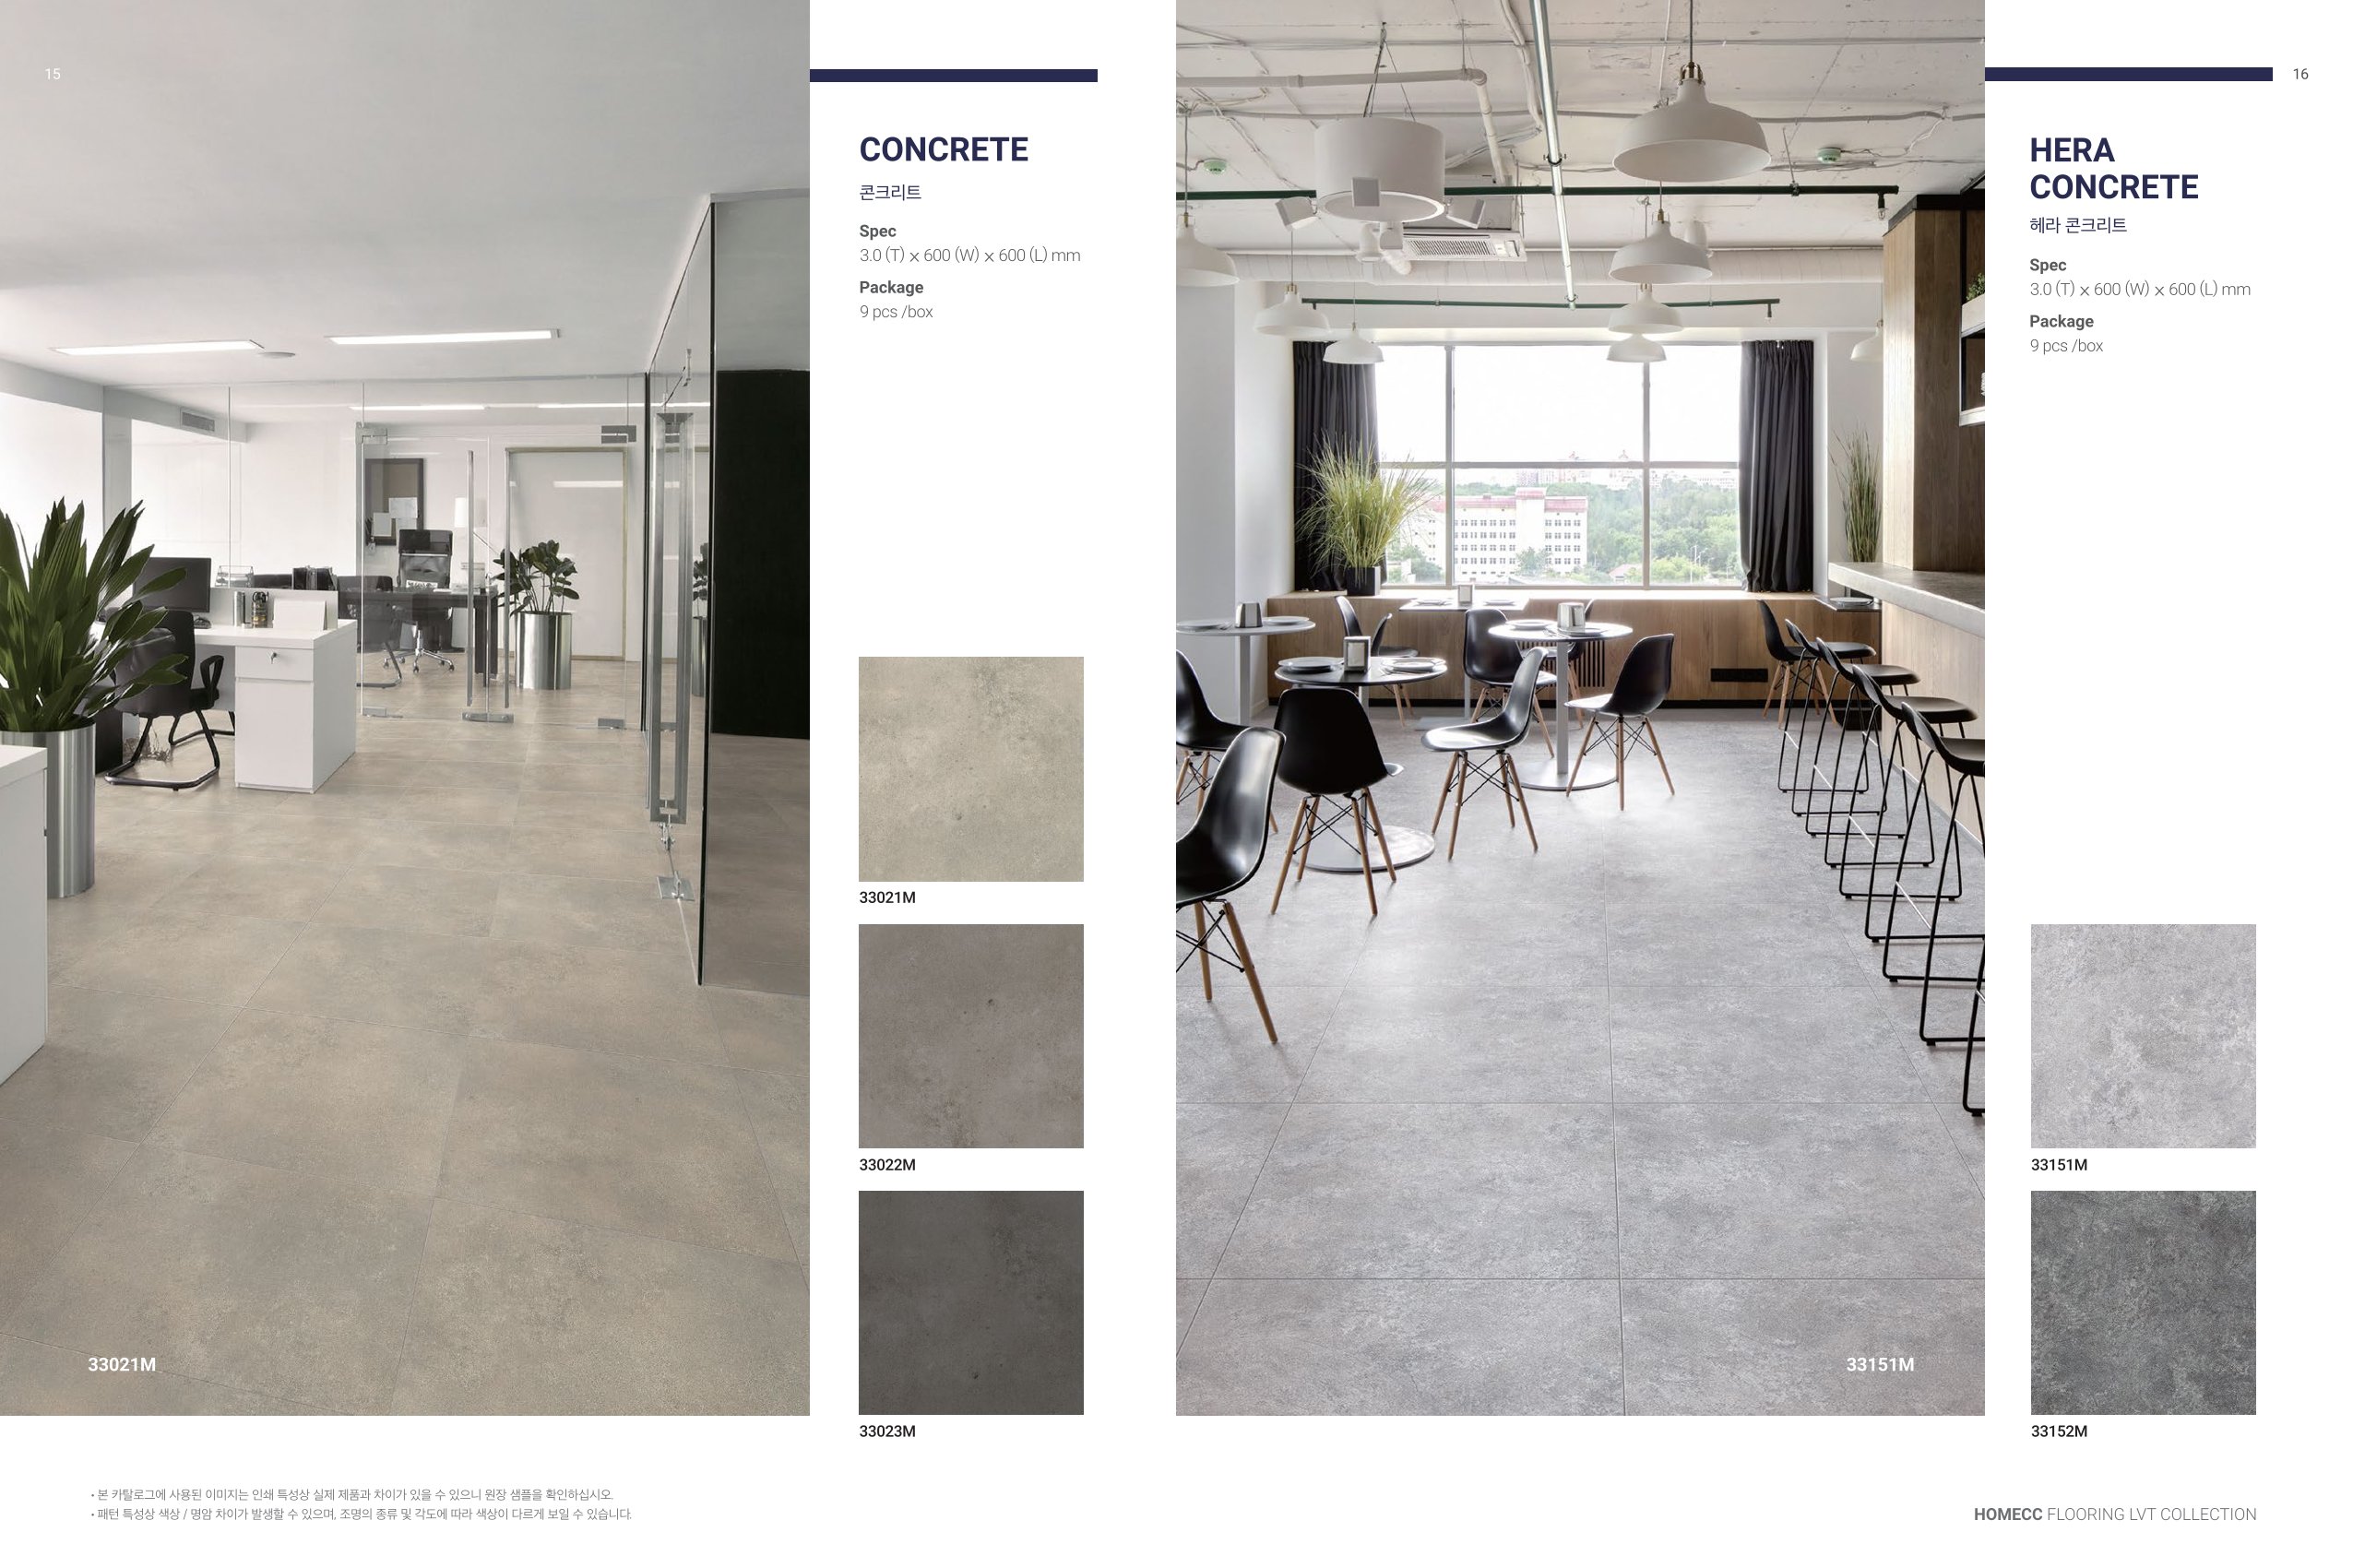 15
CONCRETE
콘크리트
Spec
3.0 (T) x 600 (W) x 600 (L) mm
Package
9 pcs /box
33021M
33022M
33023M
33021M
• 본 카탈로그에 사용된 이미지는 인쇄 특성상 실제 제품과 차이가 있을 수 있으니 원장 샘플을 확인하십시오.
• 패턴 특성상 색상 / 명암 차이가 발생할 수 있으며, 조명의 종류 및 각도에 따라 색상이 다르게 보일 수 있습니다.
16
HERA
CONCRETE
헤라 콘크리트
Spec
3.0 (T) x 600 (W) x 600 (L) mm
Package
9 pcs /box
33151M
33152M
33151M
HOMECC FLOORING LVT COLLECTION